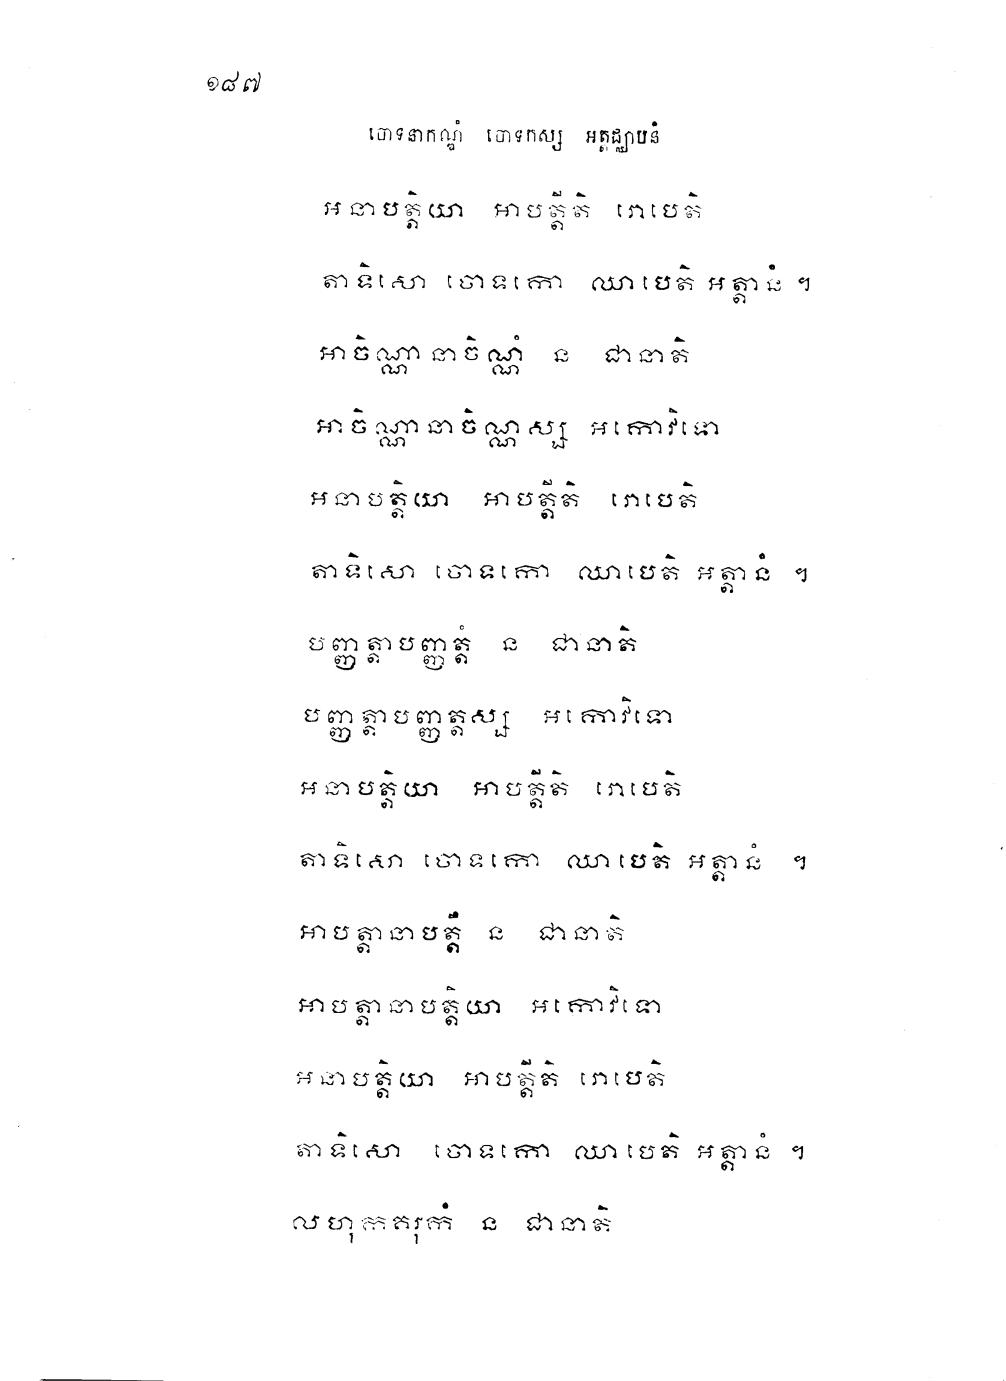 ១៨៧
ចោទនាកណ្ឌំ ចោទកស្ស អត្តជ្ឈាបនំ
អនាបត្តិយា អាបត្តីតិ រោបេតិ
តាទិសោ ចោទកោ ឈាបេតិ អត្តានំ ។
អាចិណ្ណានាចិណ្ណំ ន ជានាតិ
អាចិណ្ណានាចិណ្ណស្ស អកោវិទោ
អនាបត្តិយា អាបត្តីតិ រោបេតិ
តាទិសោ ចោទកោ ឈាបេតិ អត្តានំ ។
បញ្ញត្តាបញ្ញត្តំ ន ជានាតិ
បញ្ញត្តាបញ្ញត្តស្ស អកោវិទោ
អនាបត្តិយា អាបត្តីតិ រោបេតិ
តាទិសោ ចោទកោ ឈាបេតិ អត្តានំ ។
អាបត្តានាបត្តឹ ន ជានាតិ
អាបត្តានាបត្តិយា អកោវិទោ
អនាបត្តិយា អាបត្តីតិ រោបេតិ
តាទិសោ ចោទកោ ឈាបេតិ អត្តានំ ។
លហុកគរុកំ ន ជានាតិ